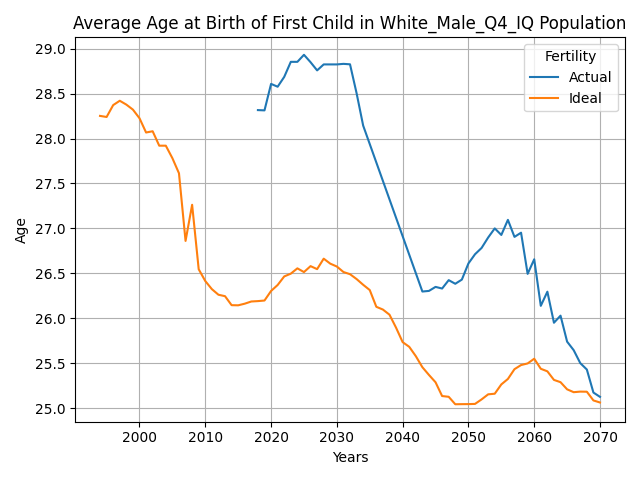 Average Age at Birth of First Child in White_Male_Q4_IQ Population
Fertility
Actual
Ideal
29.0
28.5
28.0
27.5
27.0
26.5
26.0
25.5
25.0
Age
2000
2010
2020
2030
2040
2050
2060
2070
Years